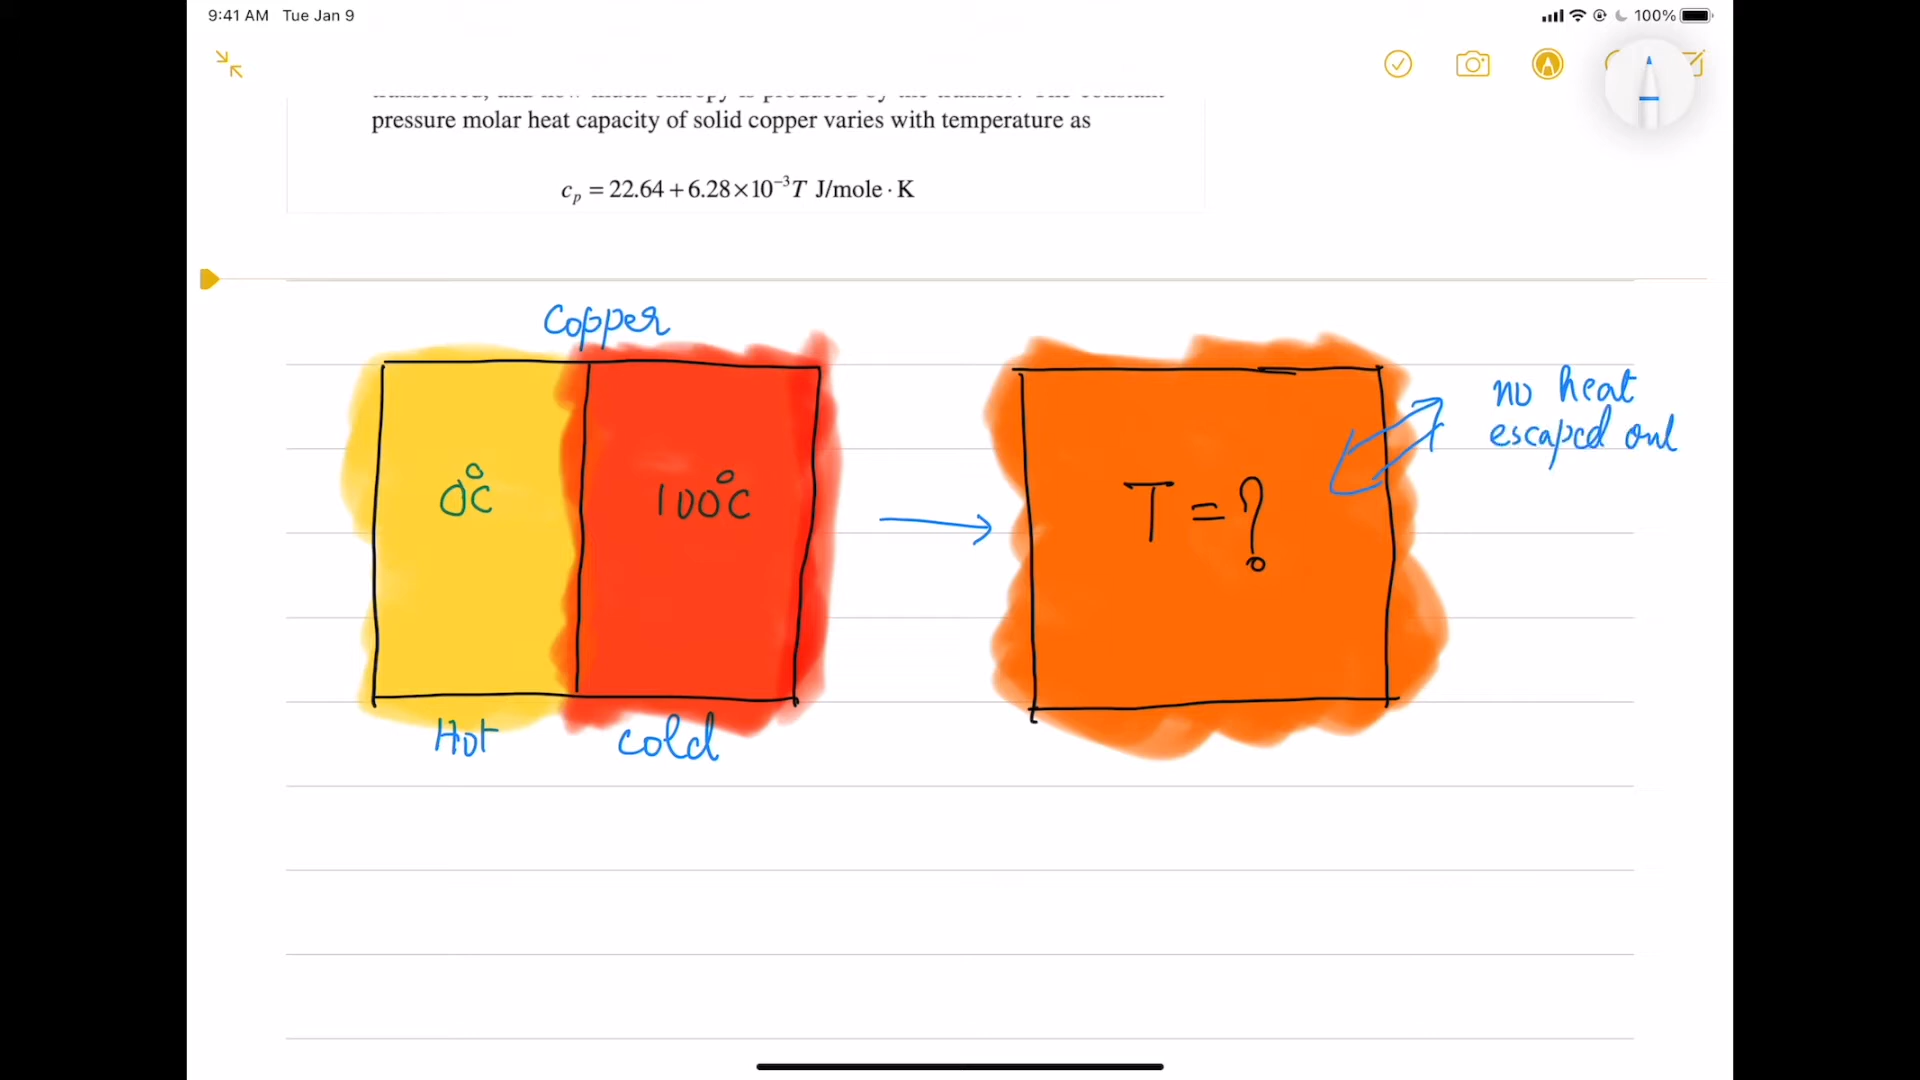 9:41 AM Tue Jan 9
100%
pressure molar heat capacity of solid copper varies with temperature as
cₚ = 22.64 + 6.28×10⁻³T J/mole · K
Copper
no heat
escaped out
0°C
100°C
T = ?
Hot
cold